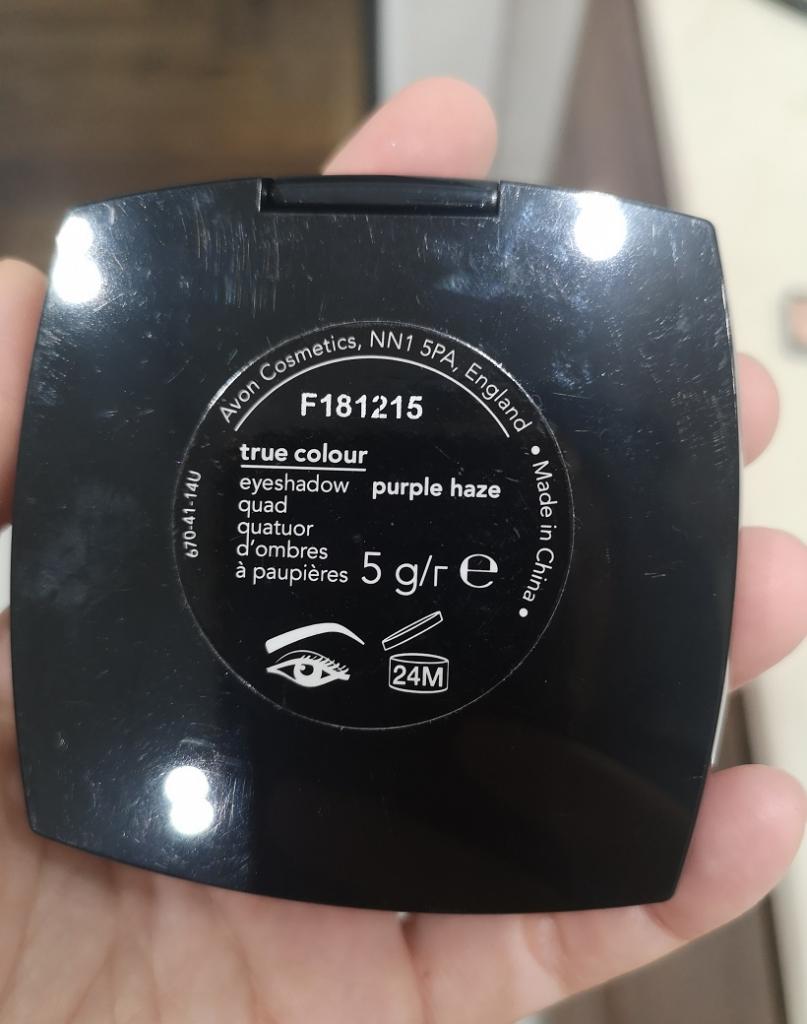 Avon Cosmetics, NN1 5PA, England
• Made in China •
F181215
670-41-14U
true colour
eyeshadow purple haze
quad
quatuor
d'ombres
à paupières 5 g/г ℮
24M